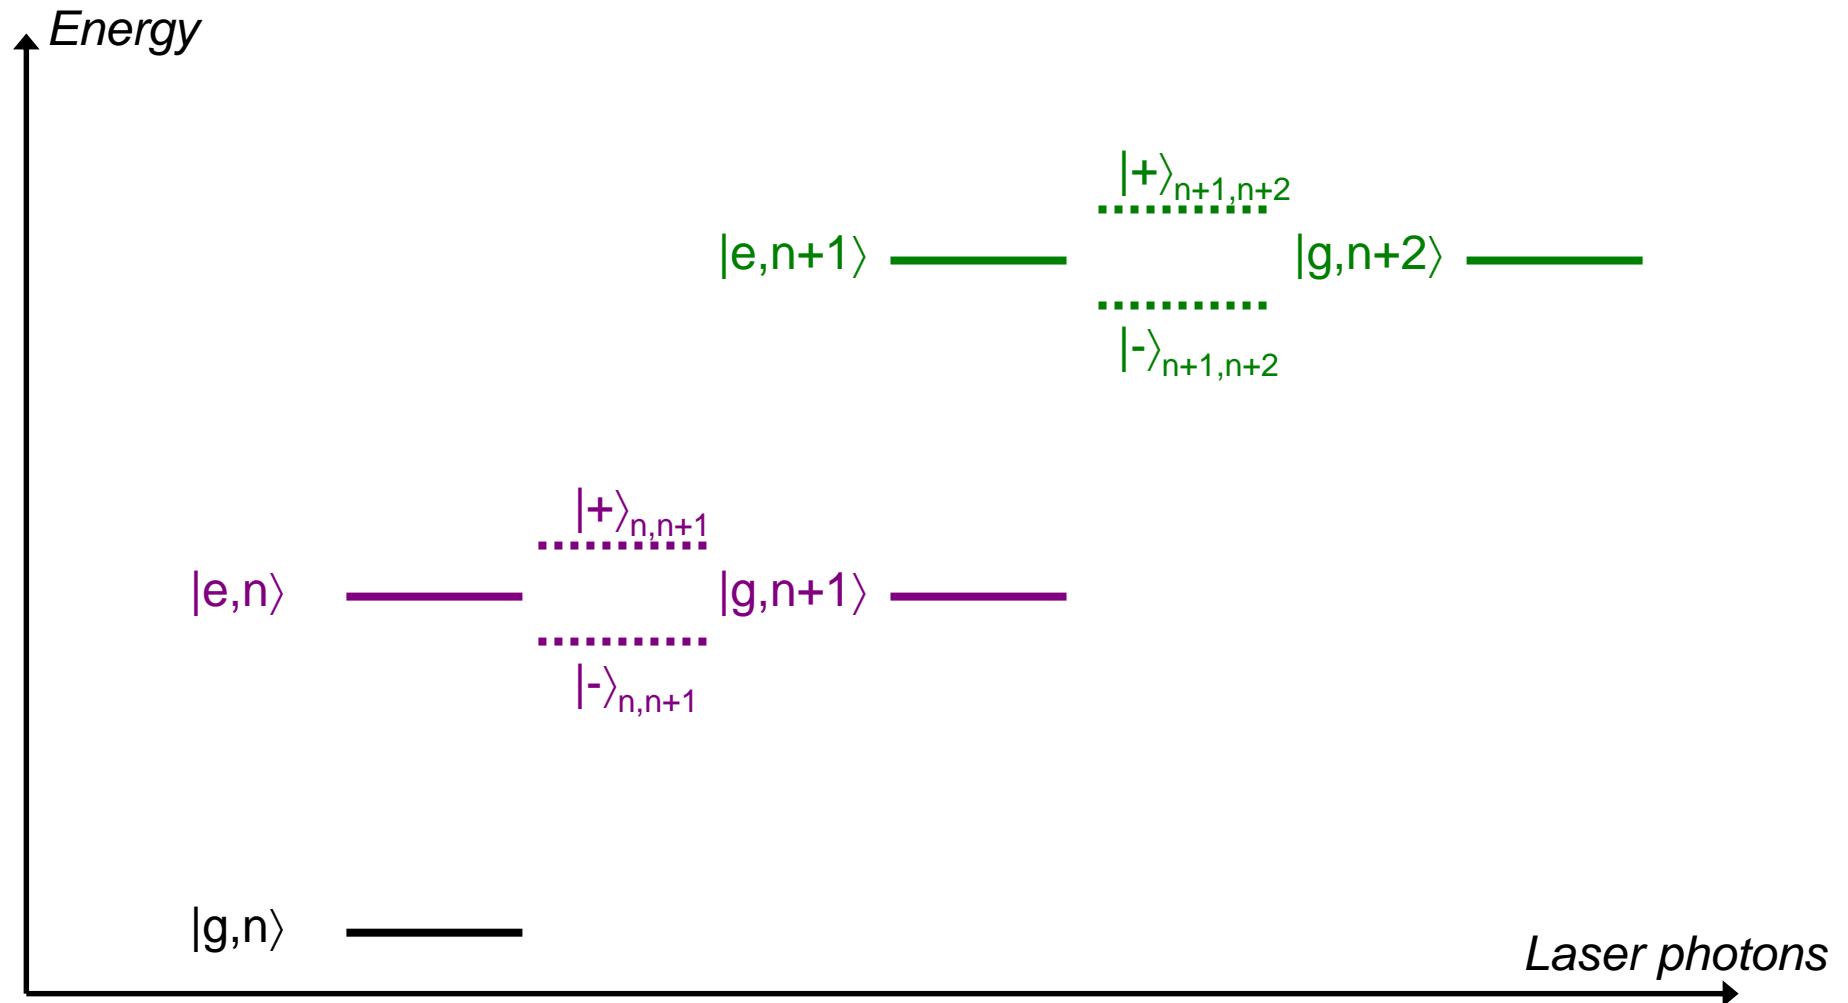 Energy
|+⟩n+1,n+2
|e,n+1⟩
|g,n+2⟩
|-⟩n+1,n+2
|+⟩n,n+1
|e,n⟩
|g,n+1⟩
|-⟩n,n+1
|g,n⟩
Laser photons